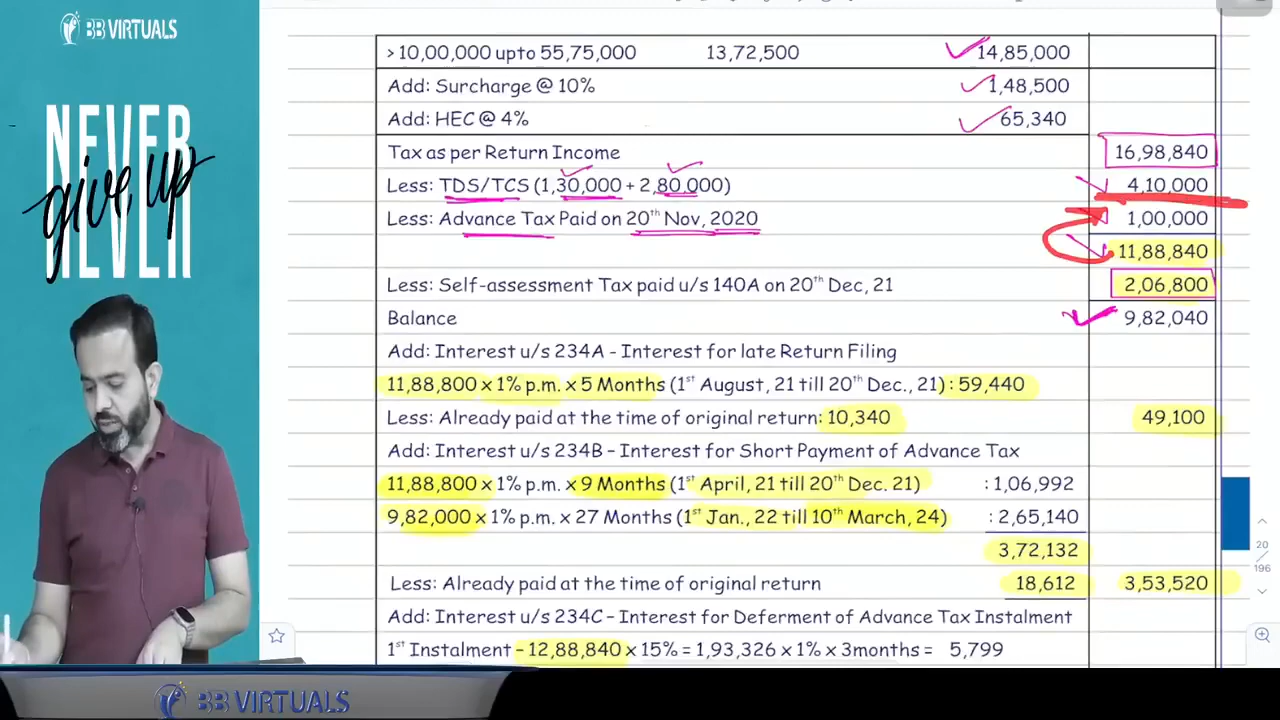 BB VIRTUALS
NEVER
give up
NEVER
> 10,00,000 upto 55,75,000 13,72,500 14,85,000
Add: Surcharge @ 10% 1,48,500
Add: HEC @ 4% 65,340
Tax as per Return Income 16,98,840
Less: TDS/TCS (1,30,000 + 2,80,000) 4,10,000
Less: Advance Tax Paid on 20th Nov, 2020 1,00,000
11,88,840
Less: Self-assessment Tax paid u/s 140A on 20th Dec, 21 2,06,800
Balance 9,82,040
Add: Interest u/s 234A - Interest for late Return Filing
11,88,800 x 1% p.m. x 5 Months (1st August, 21 till 20th Dec., 21) : 59,440
Less: Already paid at the time of original return: 10,340 49,100
Add: Interest u/s 234B – Interest for Short Payment of Advance Tax
11,88,800 x 1% p.m. x 9 Months (1st April, 21 till 20th Dec. 21) : 1,06,992
9,82,000 x 1% p.m. x 27 Months (1st Jan., 22 till 10th March, 24) : 2,65,140
3,72,132
Less: Already paid at the time of original return 18,612 3,53,520
Add: Interest u/s 234C – Interest for Deferment of Advance Tax Instalment
1st Instalment – 12,88,840 x 15% = 1,93,326 x 1% x 3months = 5,799
20
196
BB VIRTUALS